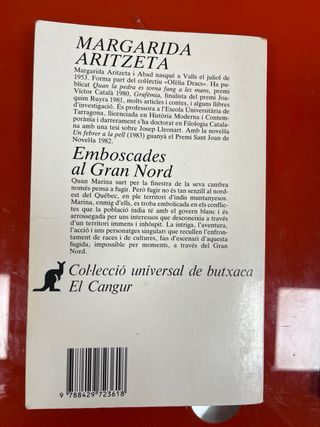 MARGARIDA
ARITZETA
Margarida Aritzeta i Abad nasqué a Valls el juliol de
1953. Forma part del col·lectiu «Ofèlia Dracs». Ha pu-
blicat Quan la pedra es torna fang a les mans, premi
Víctor Català 1980, Grafèmia, finalista del premi Joa-
quim Ruyra 1981, molts articles i contes, i alguns llibres
d'investigació. És professora a l'Escola Universitària de
Tarragona, llicenciada en Història Moderna i Contem-
porània i darrerament s'ha doctorat en Filologia Catala-
na amb una tesi sobre Josep Lleonart. Amb la novel·la
Un febrer a la pell (1983) guanyà el Premi Sant Joan de
Novel·la 1982.
Emboscades
al Gran Nord
Quan Marina surt per la finestra de la seva cambra
només pensa a fugir. Però fugir no és tan senzill al nord-
est del Québec, en ple territori d'indis muntanyesos.
Marina, enmig d'ells, es troba embolicada en els conflic-
tes que la població índia té amb el govern blanc i és
arrossegada per uns interessos que desconeix a través
d'un territori immens i inhòspit. La intriga, l'aventura,
l'acció i uns personatges singulars que recullen l'enfron-
tament de races i de cultures, fan d'escenari d'aquesta
fugida, impossible per moments, a través del Gran
Nord.
Col·lecció universal de butxaca
El Cangur
9 788429 723618